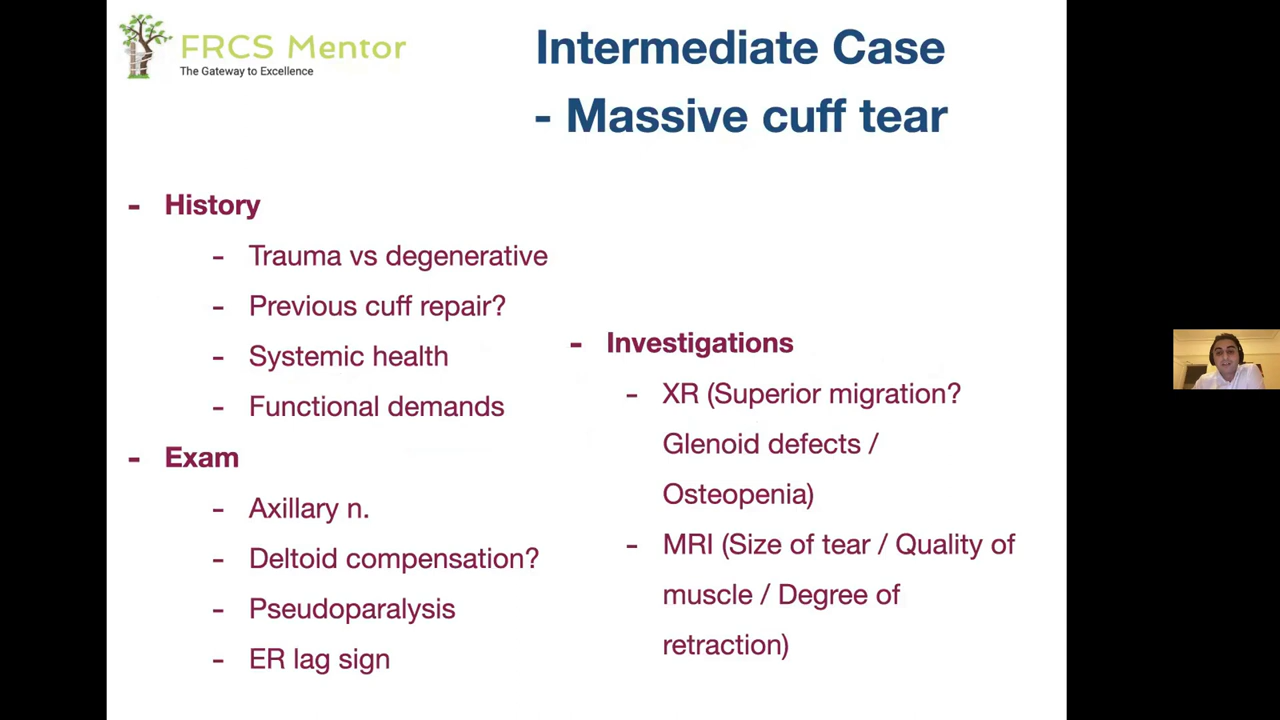 FRCS Mentor
The Gateway to Excellence
Intermediate Case
- Massive cuff tear
- History
- Trauma vs degenerative
- Previous cuff repair?
- Systemic health
- Functional demands
- Exam
- Axillary n.
- Deltoid compensation?
- Pseudoparalysis
- ER lag sign
- Investigations
- XR (Superior migration?
Glenoid defects /
Osteopenia)
- MRI (Size of tear / Quality of
muscle / Degree of
retraction)